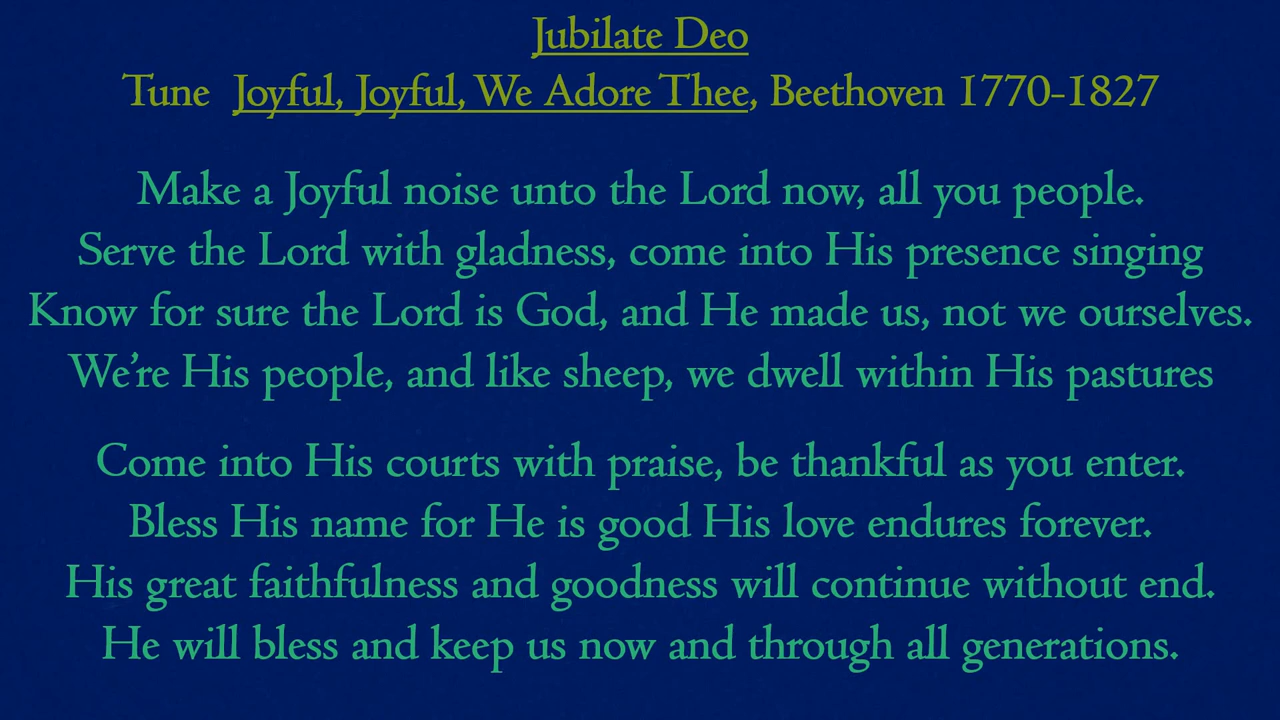 Jubilate Deo
Tune Joyful, Joyful, We Adore Thee, Beethoven 1770-1827
Make a Joyful noise unto the Lord now, all you people.
Serve the Lord with gladness, come into His presence singing
Know for sure the Lord is God, and He made us, not we ourselves.
We're His people, and like sheep, we dwell within His pastures
Come into His courts with praise, be thankful as you enter.
Bless His name for He is good His love endures forever.
His great faithfulness and goodness will continue without end.
He will bless and keep us now and through all generations.